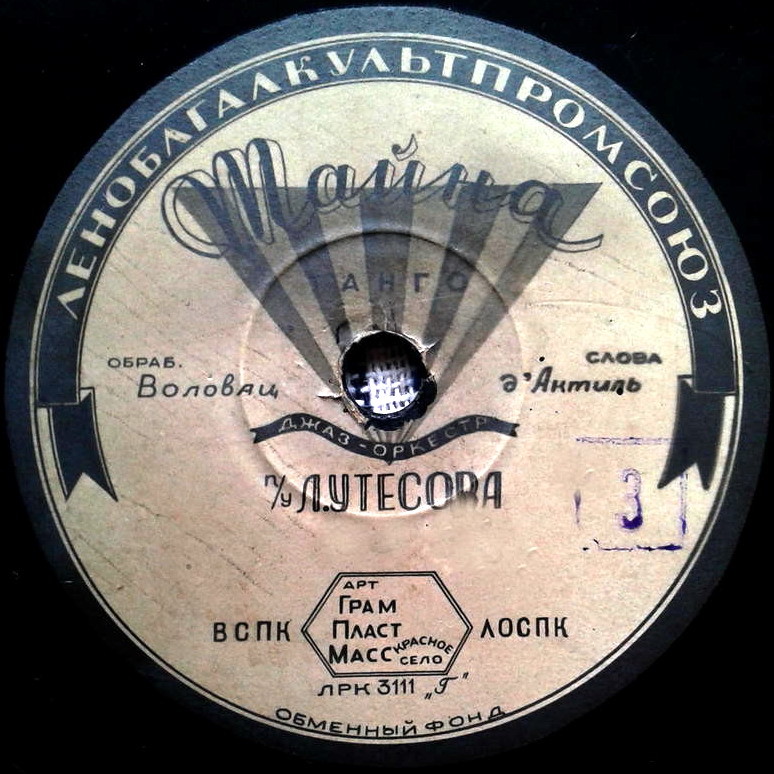 ЛЕНОБЛГАЛКУЛЬТПРОМСОЮЗ
Тайна
ТАНГО
ОБРАБ.
Воловац
СЛОВА
д'Актиль
ДЖАЗ-ОРКЕСТР
п/у Л.УТЕСОВА
3
АРТ
ГРАМ
ПЛАСТ
МАСС
КРАСНОЕ
СЕЛО
ВСПК
ЛОСПК
ЛРК 3111 „Г"
ОБМЕННЫЙ ФОНД